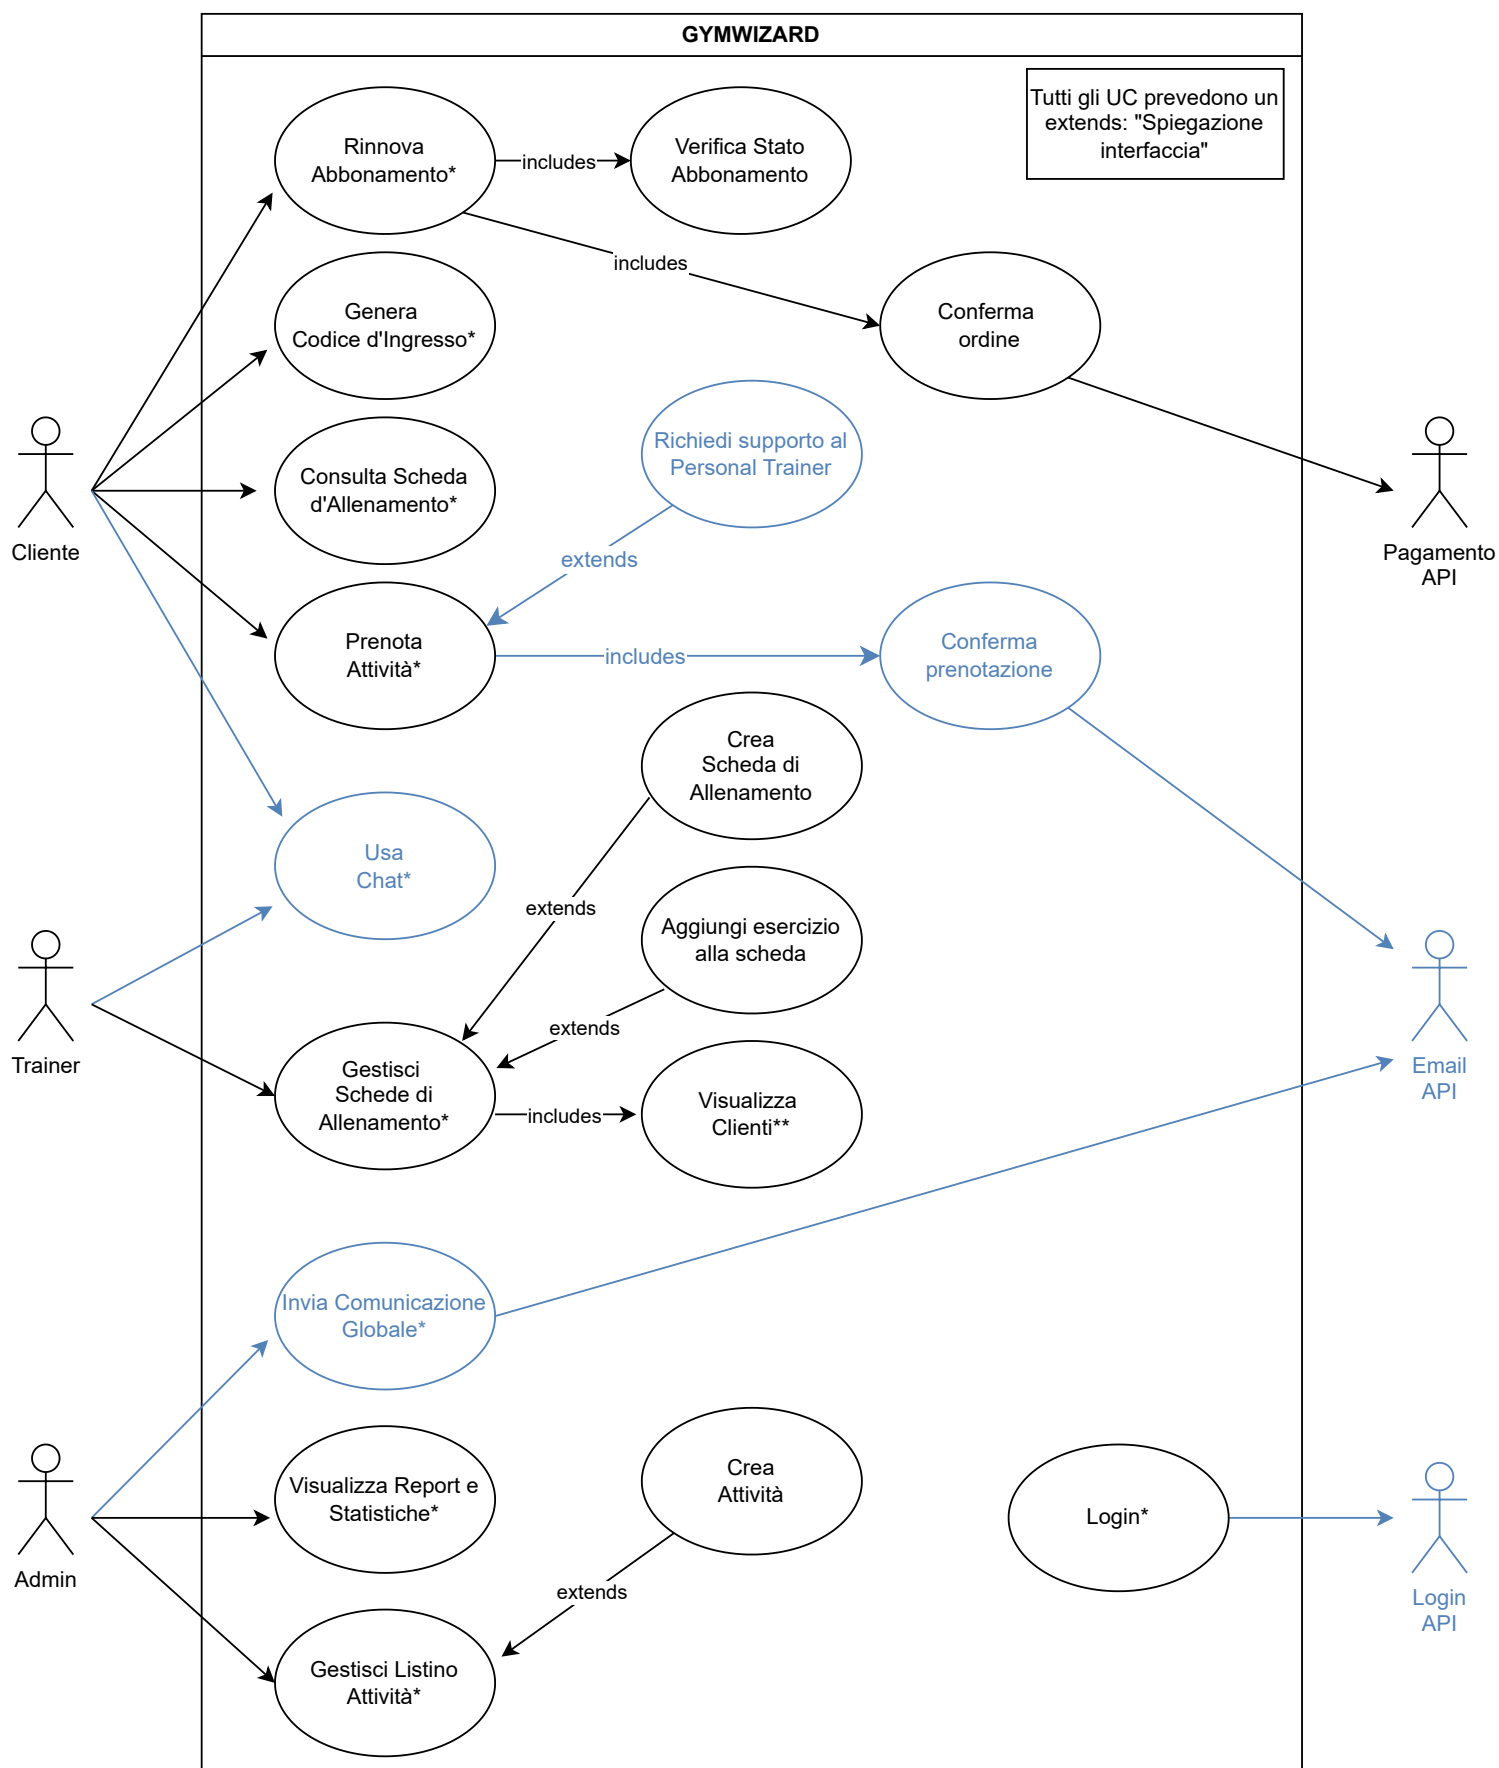 GYMWIZARD
Tutti gli UC prevedono un
extends: "Spiegazione
interfaccia"
Rinnova
Abbonamento*
includes
Verifica Stato
Abbonamento
includes
Genera
Codice d'Ingresso*
Conferma
ordine
Richiedi supporto al
Personal Trainer
Consulta Scheda
d'Allenamento*
Cliente
Pagamento
API
extends
Prenota
Attività*
includes
Conferma
prenotazione
Crea
Scheda di
Allenamento
Usa
Chat*
extends
Aggiungi esercizio
alla scheda
extends
Trainer
Gestisci
Schede di
Allenamento*
includes
Visualizza
Clienti**
Email
API
Invia Comunicazione
Globale*
Visualizza Report e
Statistiche*
Crea
Attività
Login*
Admin
extends
Login
API
Gestisci Listino
Attività*